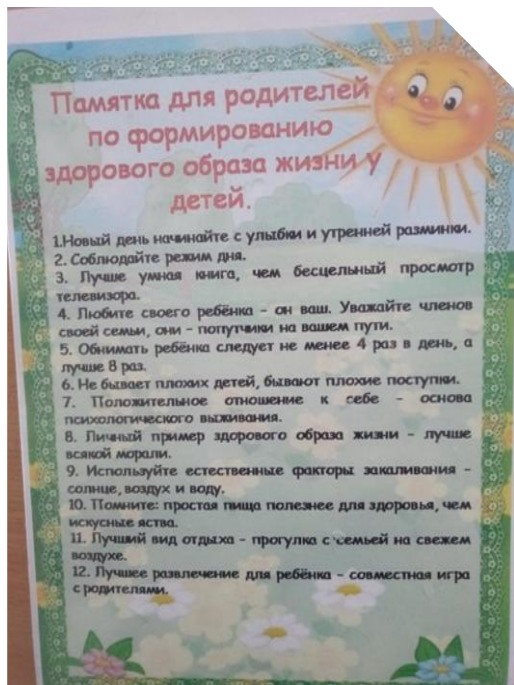 Памятка для родителей
по формированию
здорового образа жизни у
детей.
1.Новый день начинайте с улыбки и утренней разминки.
2. Соблюдайте режим дня.
3. Лучше умная книга, чем бесцельный просмотр
телевизора.
4. Любите своего ребёнка - он ваш. Уважайте членов
своей семьи, они - попутчики на вашем пути.
5. Обнимать ребёнка следует не менее 4 раз в день, а
лучше 8 раз.
6. Не бывает плохих детей, бывают плохие поступки.
7. Положительное отношение к себе - основа
психологического выживания.
8. Личный пример здорового образа жизни - лучше
всякой морали.
9. Используйте естественные факторы закаливания -
солнце, воздух и воду.
10. Помните: простая пища полезнее для здоровья, чем
искусные яства.
11. Лучший вид отдыха - прогулка с семьей на свежем
воздухе.
12. Лучшее развлечение для ребёнка - совместная игра
с родителями.